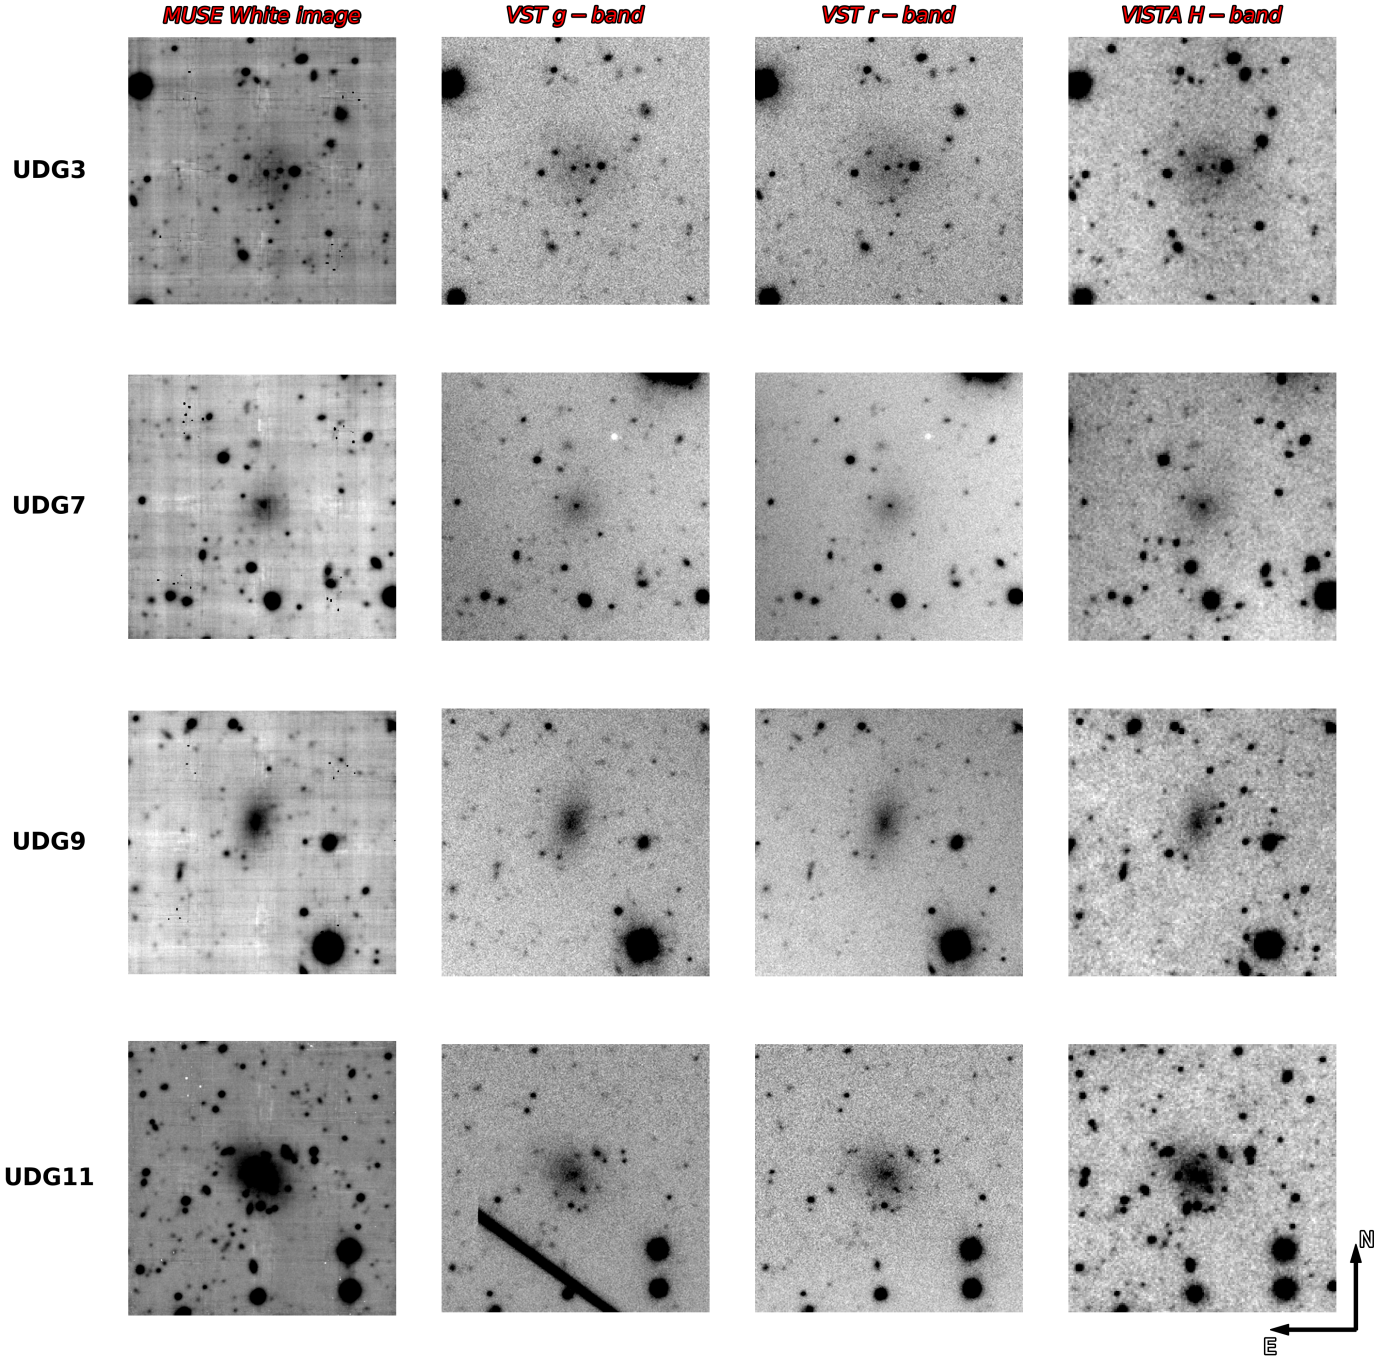 MUSE White image VST g – band VST r – band VISTA H – band
UDG3
UDG7
UDG9
UDG11
N
E